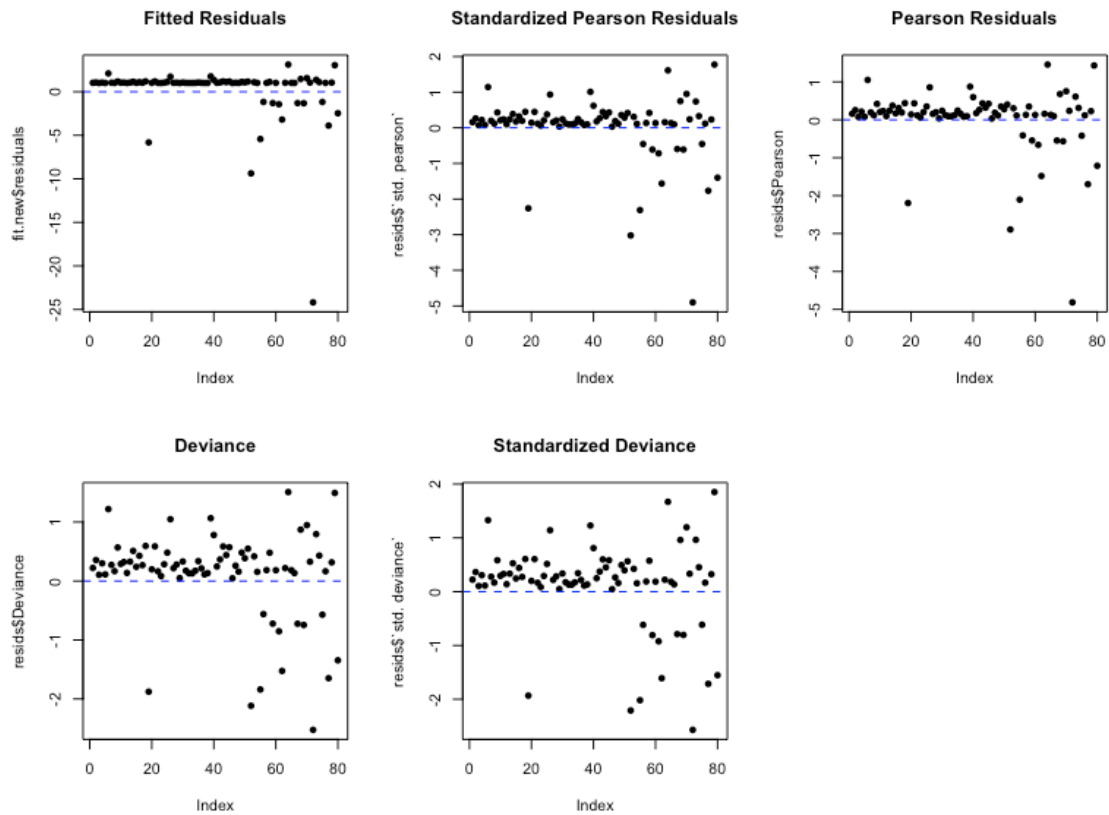 Fitted Residuals
fit.new$residuals
0
-5
-10
-15
-20
-25
0 20 40 60 80
Index
Standardized Pearson Residuals
resids$`std. pearson`
2
1
0
-1
-2
-3
-4
-5
0 20 40 60 80
Index
Pearson Residuals
resids$Pearson
1
0
-1
-2
-3
-4
-5
0 20 40 60 80
Index
Deviance
resids$Deviance
1
0
-1
-2
0 20 40 60 80
Index
Standardized Deviance
resids$`std. deviance`
2
1
0
-1
-2
0 20 40 60 80
Index